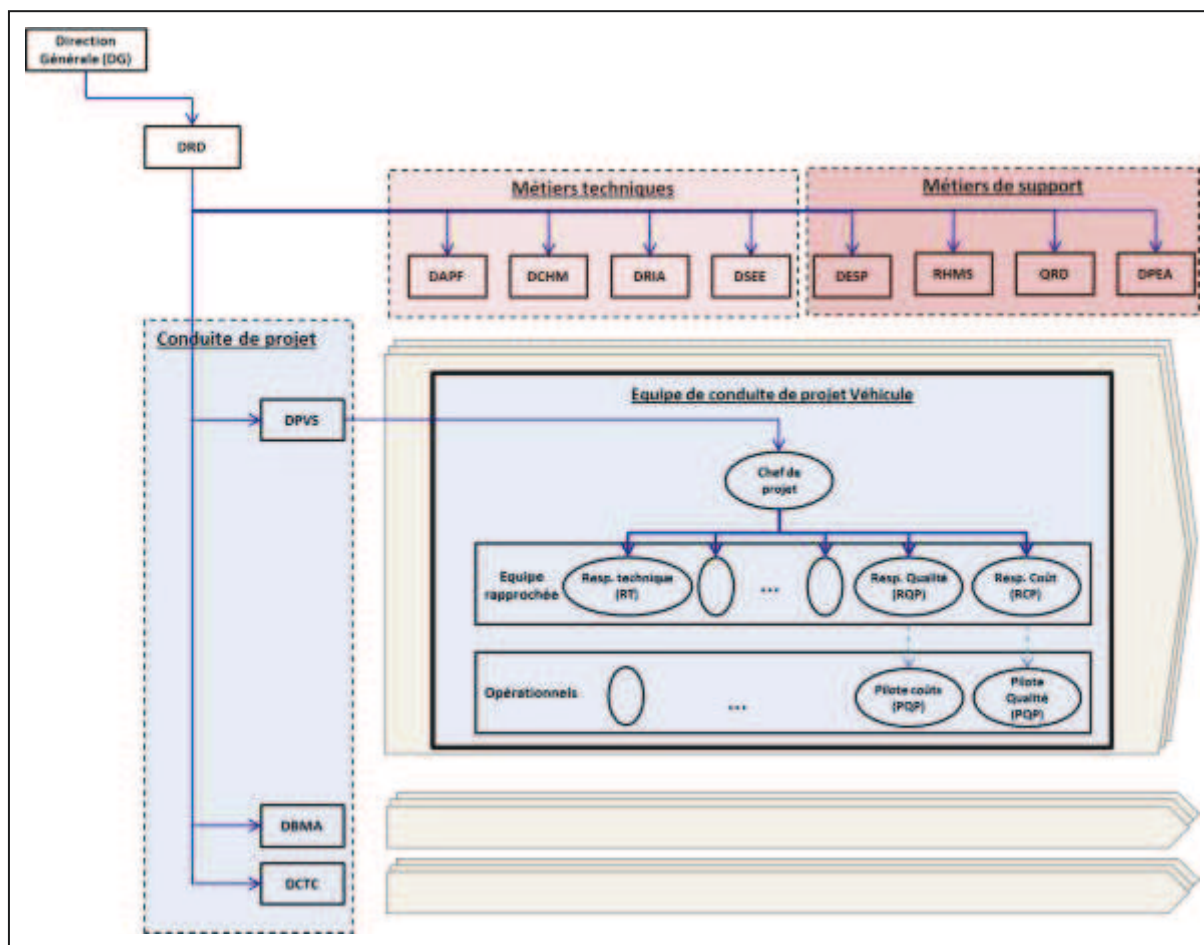 Direction
Générale (DG)
DRD
Métiers techniques
Métiers de support
DAPF
DCHM
DRIA
DSEE
DESP
RHMS
QRD
DPEA
Conduite de projet
Equipe de conduite de projet Véhicule
DPVS
Chef de
projet
Equipe
rapprochée
Resp. technique
(RT)
...
Resp. Qualité
(RQP)
Resp. Coût
(RCP)
Opérationnels
...
Pilote coûts
(PQP)
Pilote
Qualité
(PQP)
DBMA
DCTC